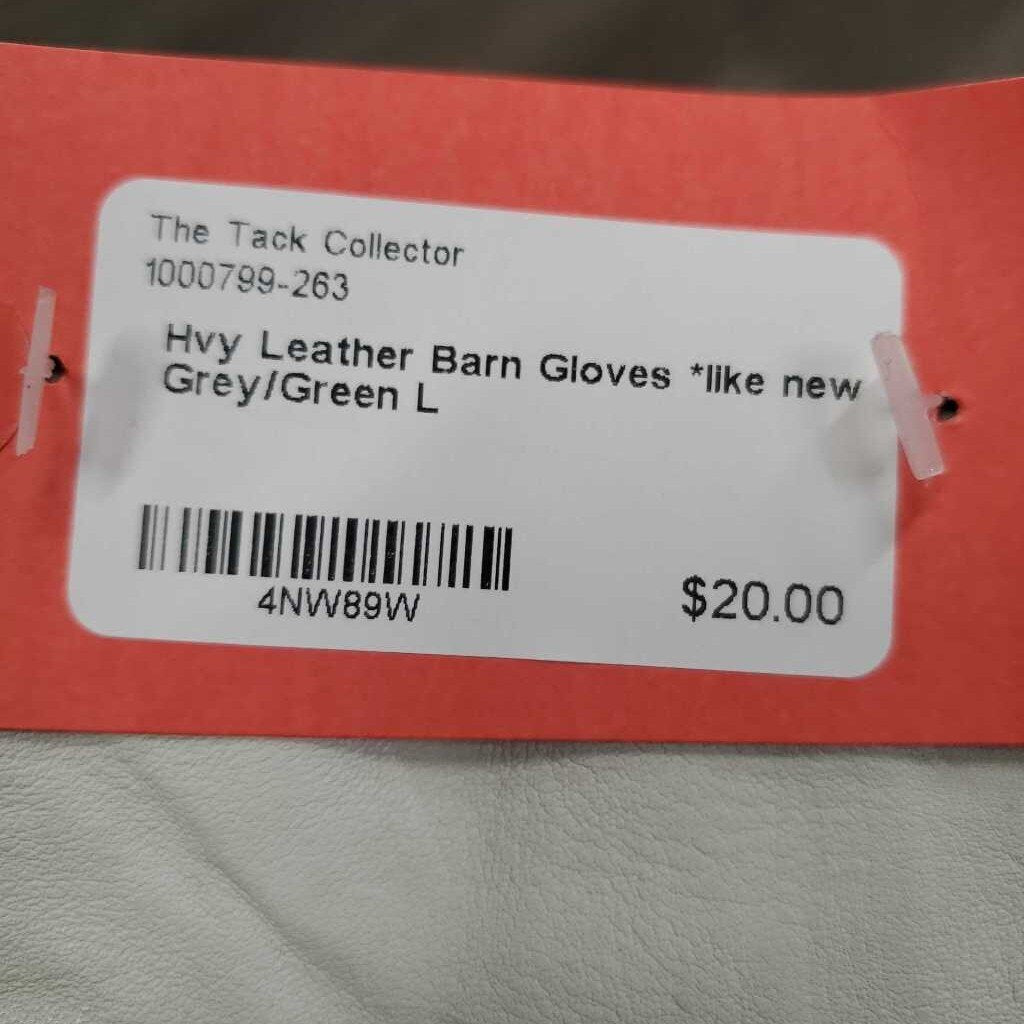 The Tack Collector
1000799-263
Hvy Leather Barn Gloves *like new
Grey/Green L
4NW89W
$20.00